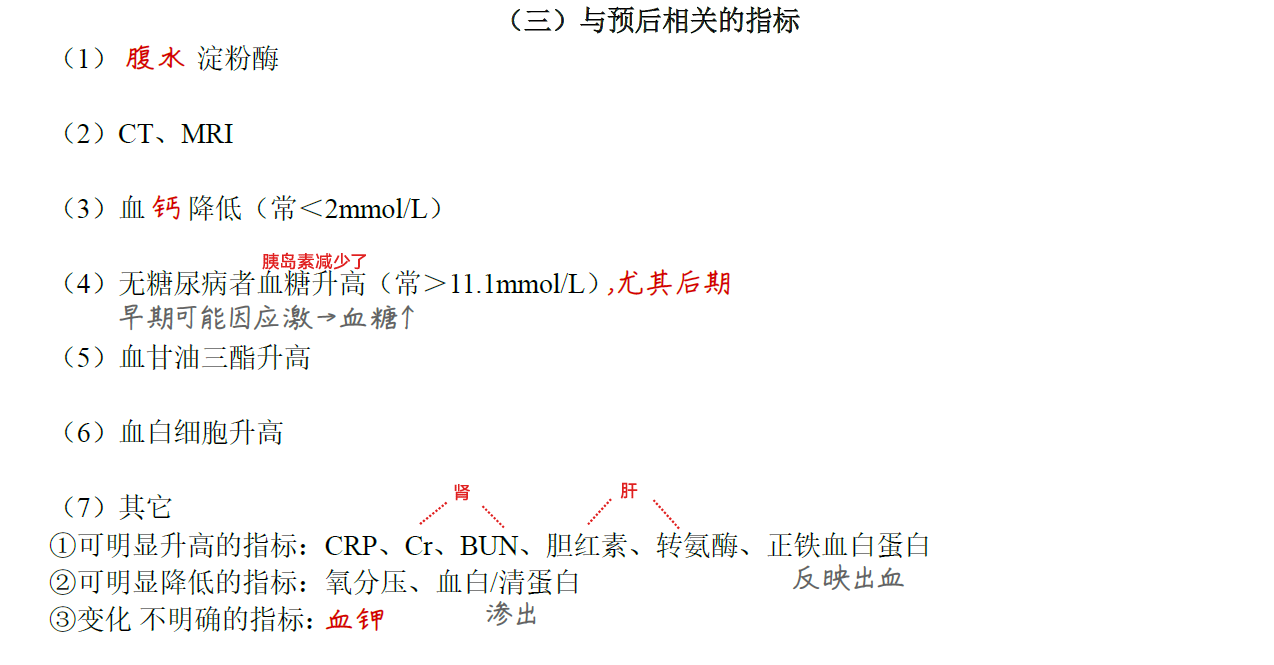 （三）与预后相关的指标
（1） 腹水 淀粉酶
（2）CT、MRI
（3）血 钙 降低（常＜2mmol/L）
胰岛素减少了
（4）无糖尿病者血糖升高（常＞11.1mmol/L）,尤其后期
早期可能因应激→血糖↑
（5）血甘油三酯升高
（6）血白细胞升高
（7）其它
肾 肝
①可明显升高的指标：CRP、Cr、BUN、胆红素、转氨酶、正铁血白蛋白
反映出血
②可明显降低的指标：氧分压、血白/清蛋白
渗出
③变化 不明确的指标：血钾